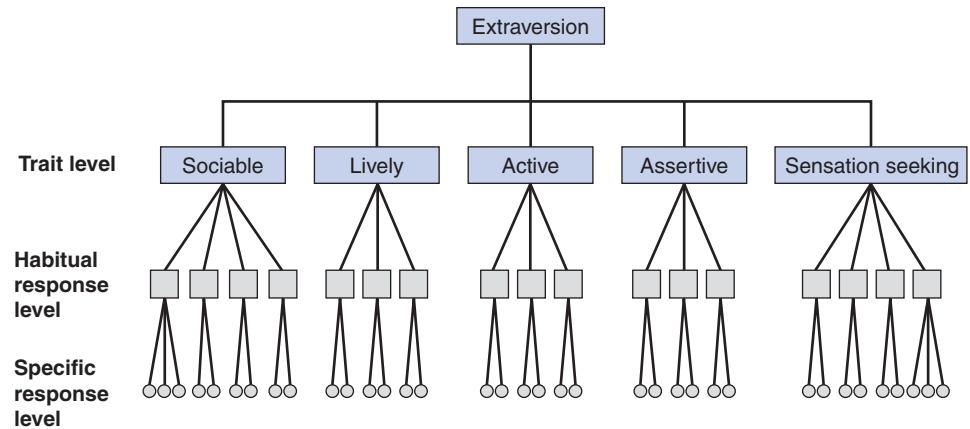 Extraversion
Trait level
Sociable
Lively
Active
Assertive
Sensation seeking
Habitual
response
level
Specific
response
level